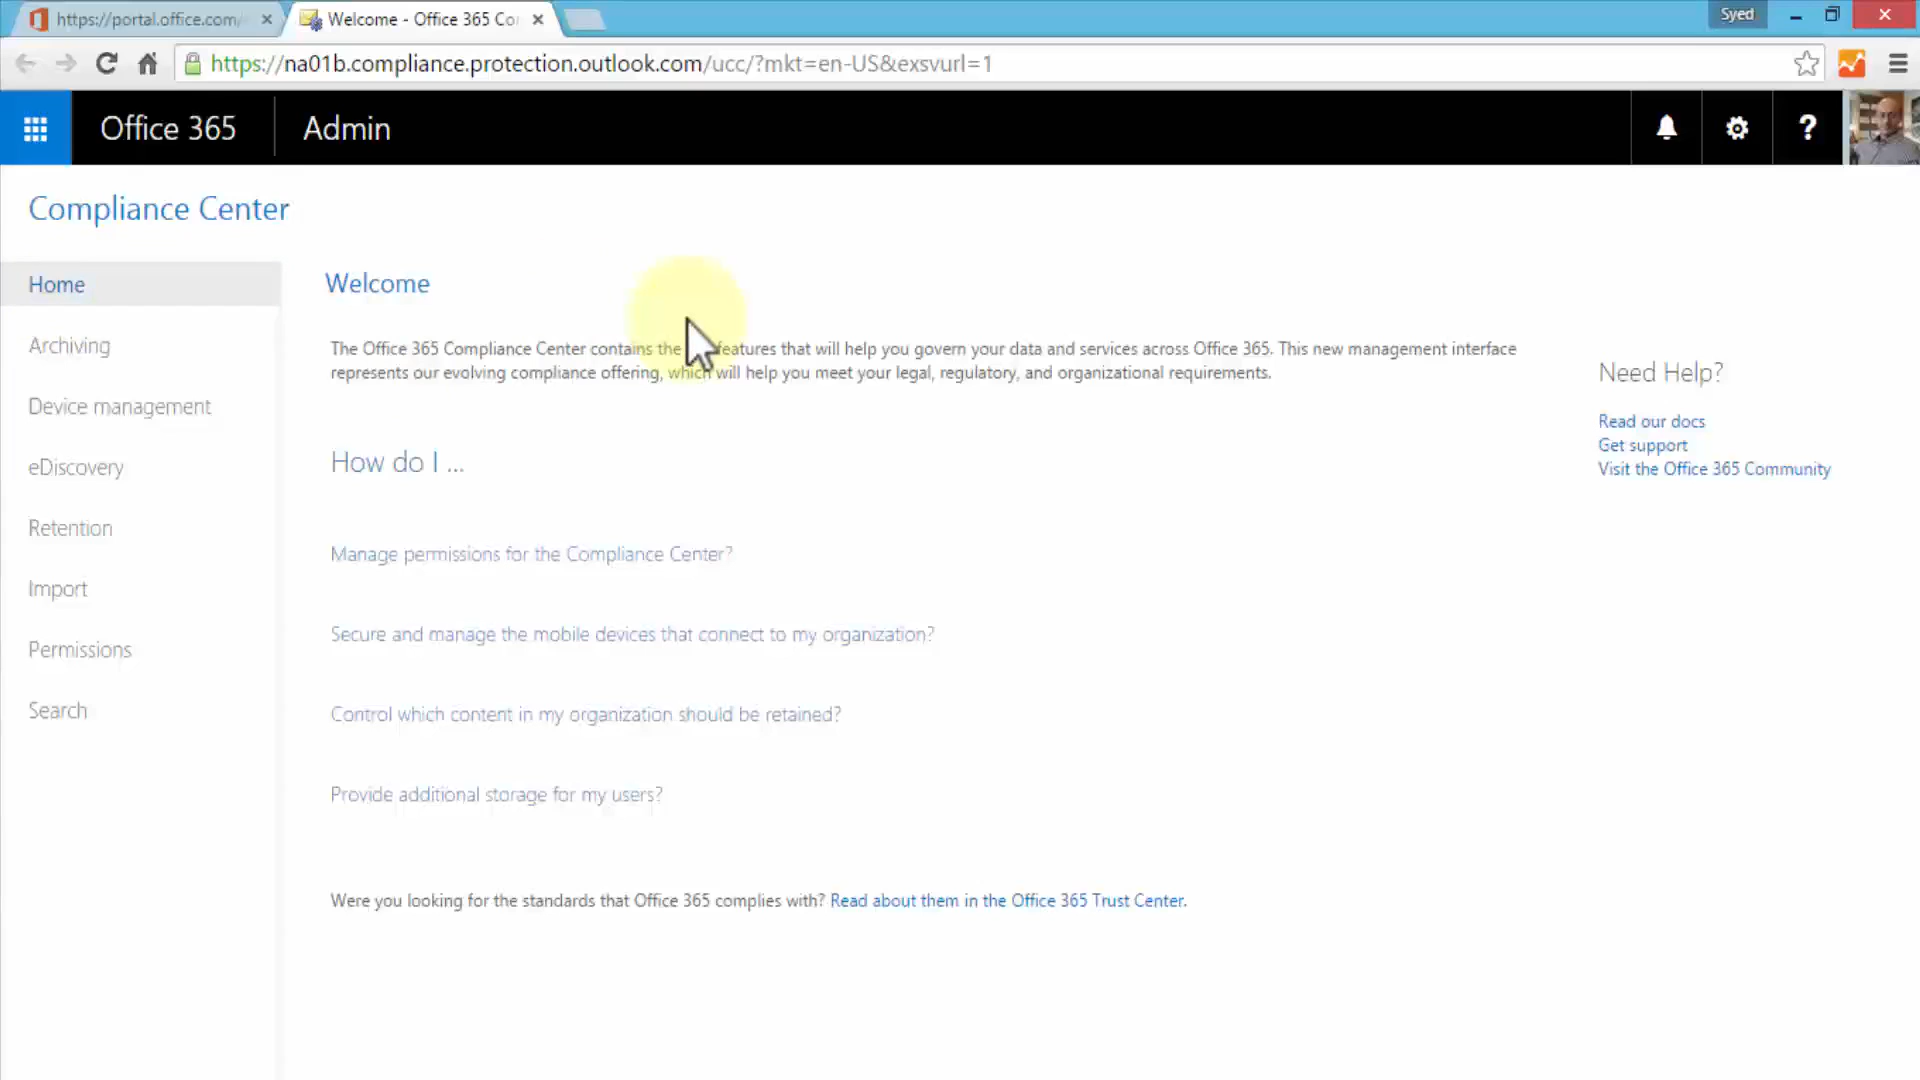 https://portal.office.com/
Welcome - Office 365 Co
Syed
https://na01b.compliance.protection.outlook.com/ucc/?mkt=en-US&exsvurl=1
Office 365
Admin
?
Compliance Center
Home
Archiving
Device management
eDiscovery
Retention
Import
Permissions
Search
Welcome
The Office 365 Compliance Center contains the features that will help you govern your data and services across Office 365. This new management interface
represents our evolving compliance offering, which will help you meet your legal, regulatory, and organizational requirements.
How do I ...
Manage permissions for the Compliance Center?
Secure and manage the mobile devices that connect to my organization?
Control which content in my organization should be retained?
Provide additional storage for my users?
Were you looking for the standards that Office 365 complies with? Read about them in the Office 365 Trust Center.
Need Help?
Read our docs
Get support
Visit the Office 365 Community